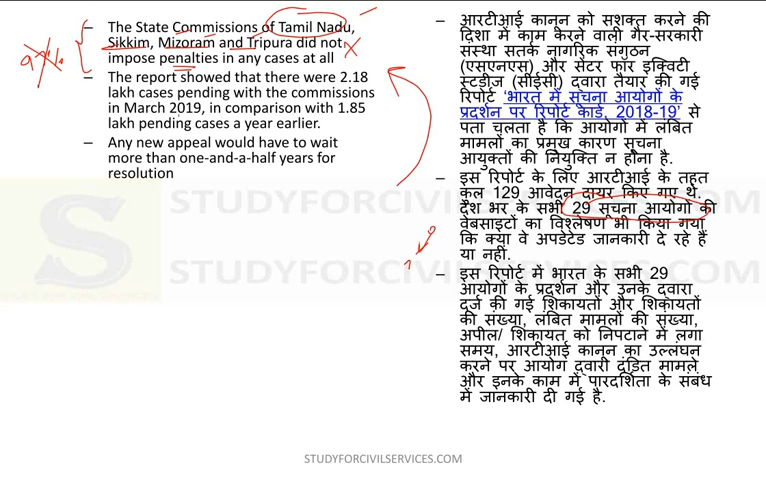 – The State Commissions of Tamil Nadu,
Sikkim, Mizoram and Tripura did not
impose penalties in any cases at all
– The report showed that there were 2.18
lakh cases pending with the commissions
in March 2019, in comparison with 1.85
lakh pending cases a year earlier.
– Any new appeal would have to wait
more than one-and-a-half years for
resolution
– आरटीआई कानून को सशक्त करने की
दिशा में काम करने वाली गैर-सरकारी
संस्था सतर्क नागरिक संगठन
(एसएनएस) और सेंटर फॉर इक्विटी
स्टडीज (सीईसी) द्वारा तैयार की गई
रिपोर्ट ‘भारत में सूचना आयोगों के
प्रदर्शन पर रिपोर्ट कार्ड, 2018-19’ से
पता चलता है कि आयोगों में लंबित
मामलों का प्रमुख कारण सूचना
आयुक्तों की नियुक्ति न होना है.
– इस रिपोर्ट के लिए आरटीआई के तहत
कुल 129 आवेदन दायर किए गए थे.
देश भर के सभी 29 सूचना आयोगों की
वेबसाइटों का विश्लेषण भी किया गया
कि क्या वे अपडेटेड जानकारी दे रहे हैं
या नहीं.
– इस रिपोर्ट में भारत के सभी 29
आयोगों के प्रदर्शन और उनके द्वारा
दर्ज की गई शिकायतों और शिकायतों
की संख्या, लंबित मामलों की संख्या,
अपील/ शिकायत को निपटाने में लगा
समय, आरटीआई कानून का उल्लंघन
करने पर आयोग द्वारा दंडित मामले
और इनके काम में पारदर्शिता के संबंध
में जानकारी दी गई है.
STUDYFORCIVILSERVICES.COM
STUDYFORCIVILSERVICES.COM
STUDYFORCIVILSERVICES.COM